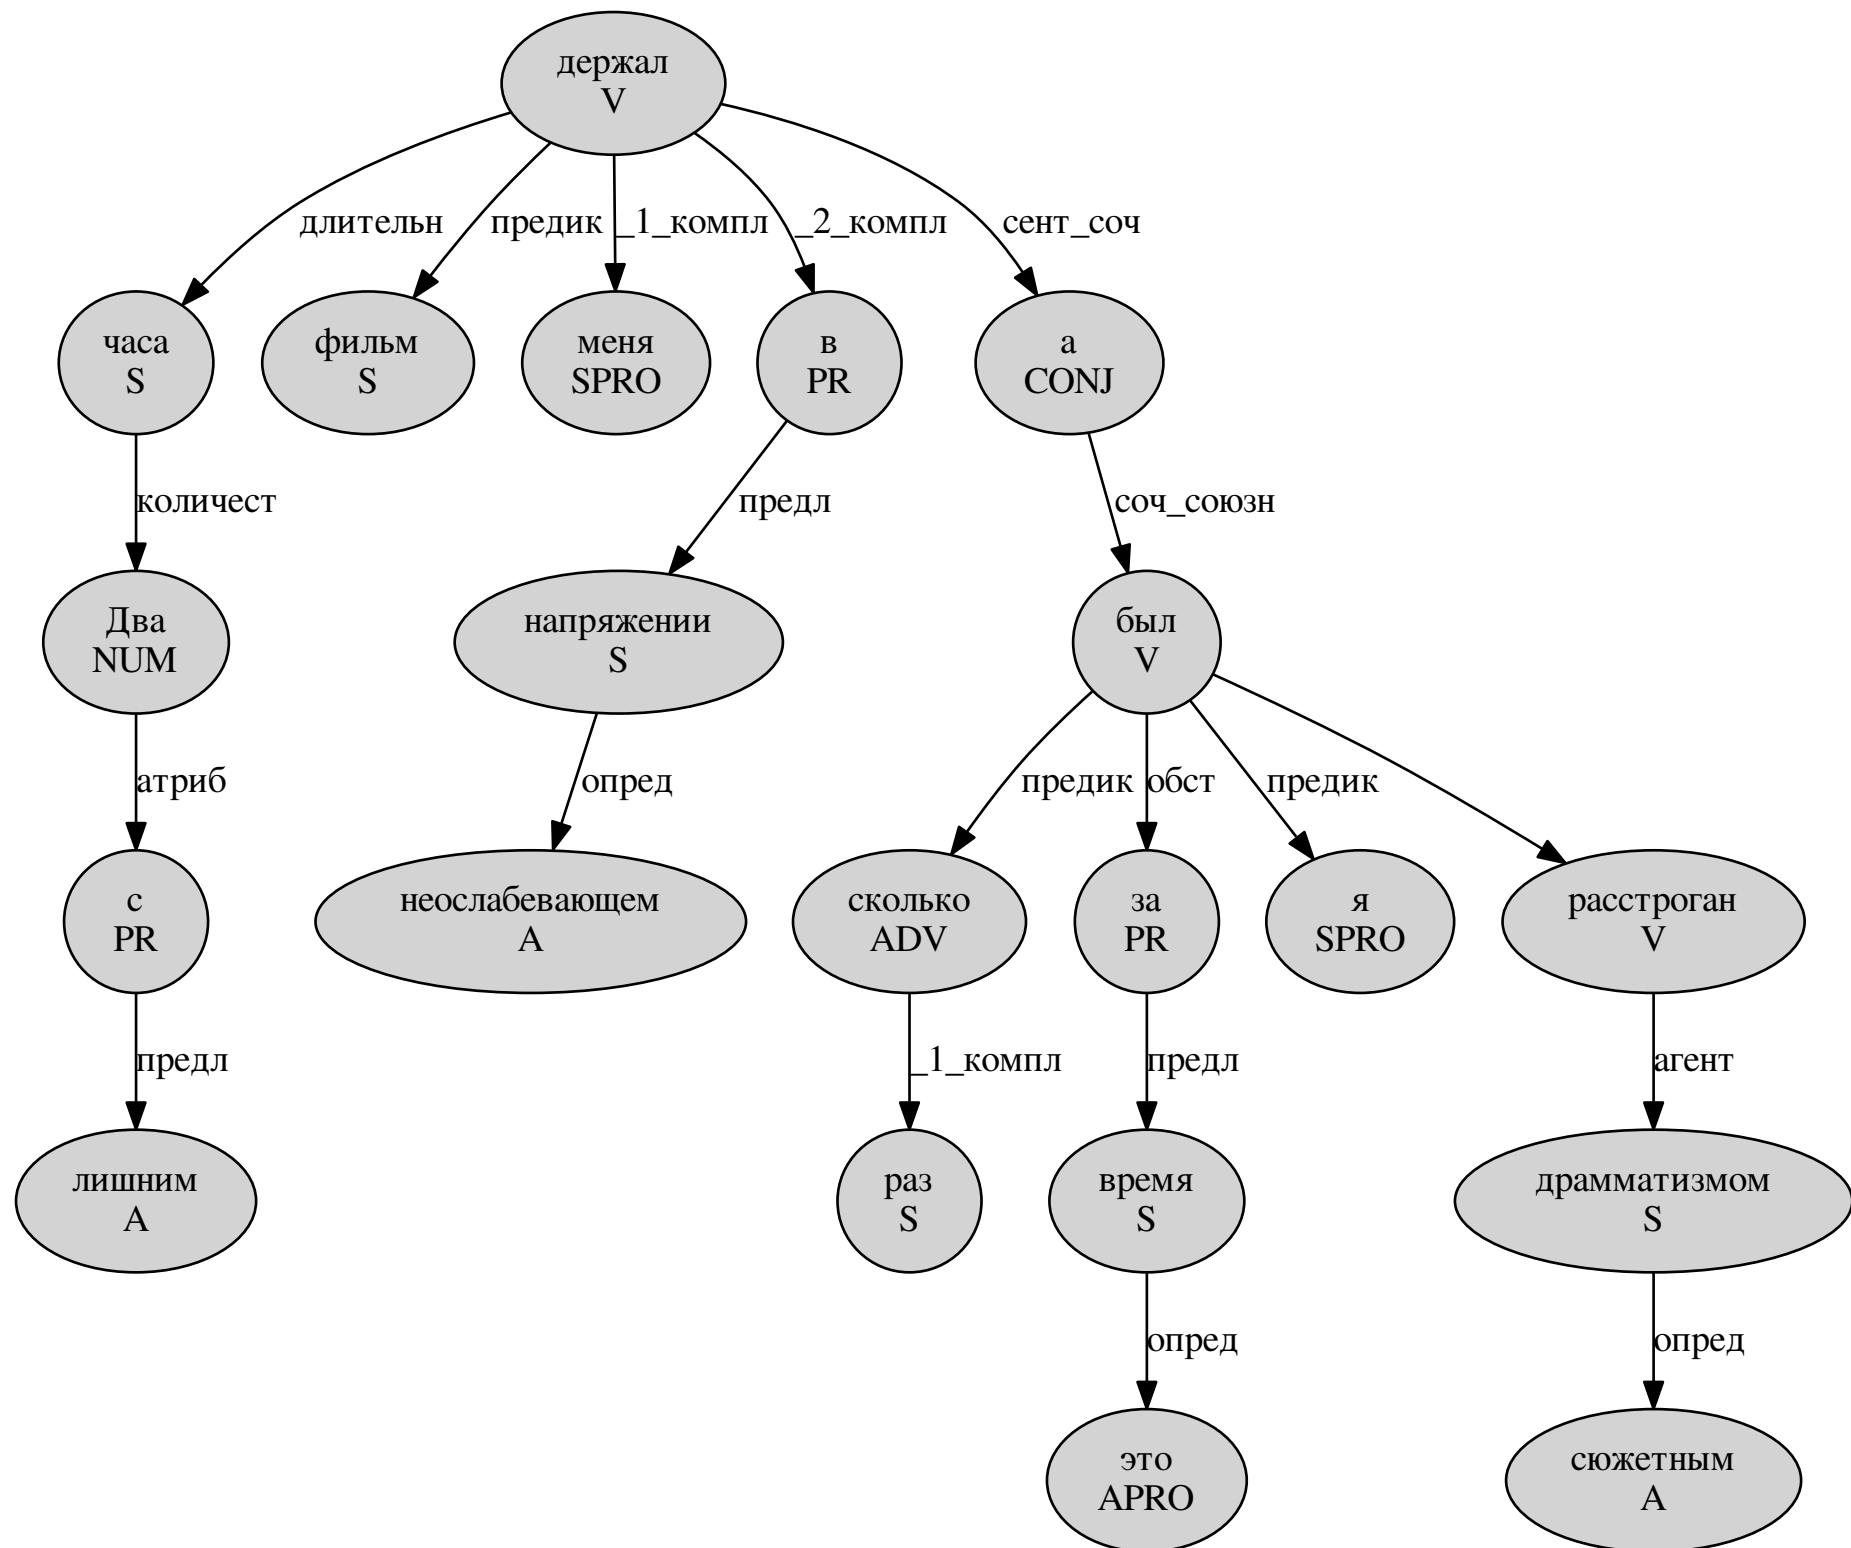 держал
V
длительн
предик
_1_компл
_2_компл
сент_соч
часа
S
фильм
S
меня
SPRO
в
PR
а
CONJ
количест
предл
соч_союзн
Два
NUM
напряжении
S
был
V
атриб
опред
предик
обст
предик
с
PR
неослабевающем
A
сколько
ADV
за
PR
я
SPRO
расстроган
V
предл
_1_компл
предл
агент
лишним
A
раз
S
время
S
драмматизмом
S
опред
опред
это
APRO
сюжетным
A